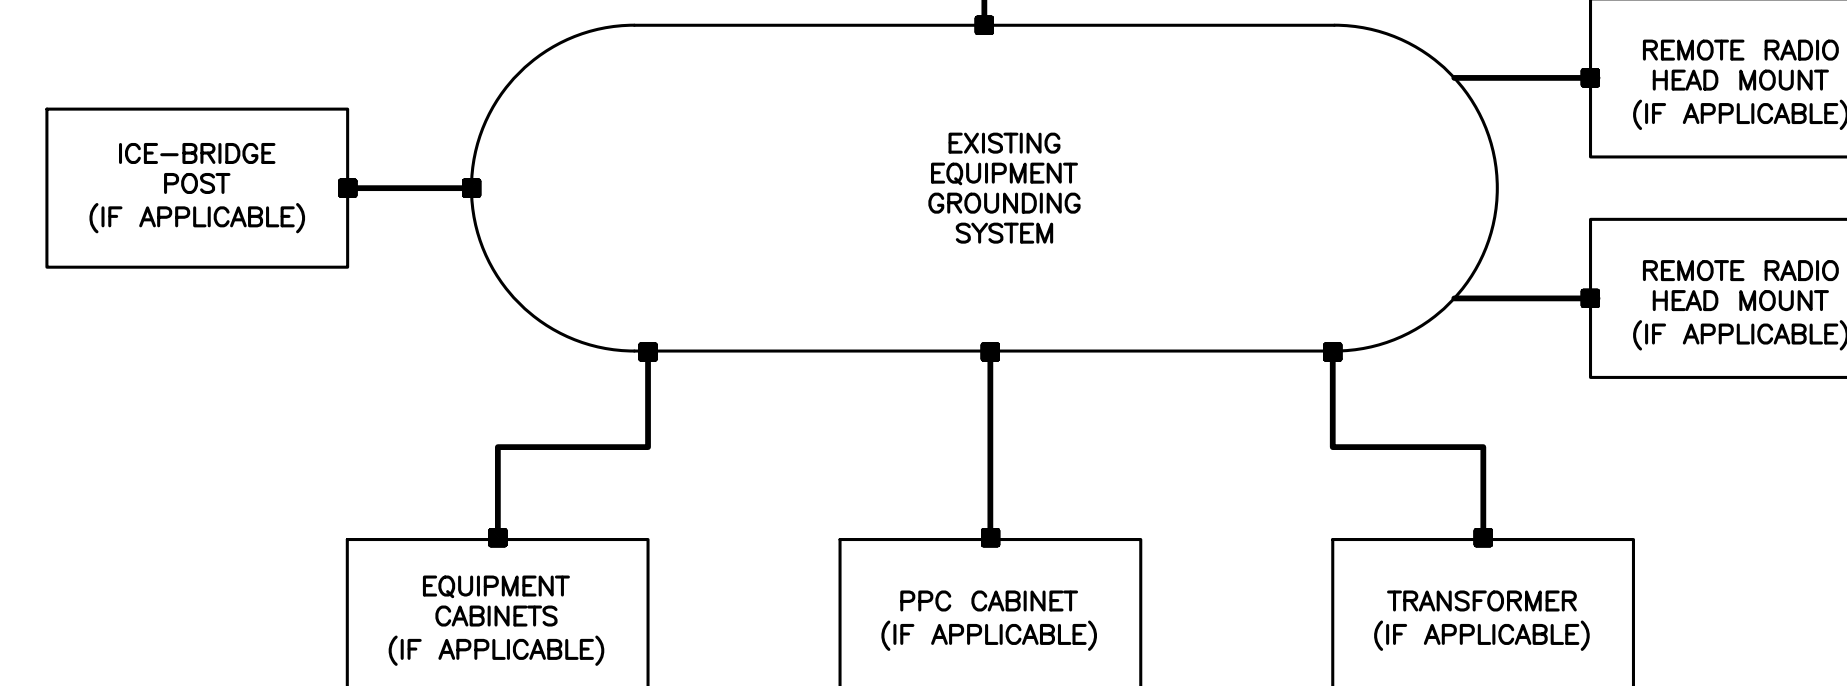 REMOTE RADIO
HEAD MOUNT
(IF APPLICABLE)
ICE-BRIDGE
POST
(IF APPLICABLE)
EXISTING
EQUIPMENT
GROUNDING
SYSTEM
REMOTE RADIO
HEAD MOUNT
(IF APPLICABLE)
EQUIPMENT
CABINETS
(IF APPLICABLE)
PPC CABINET
(IF APPLICABLE)
TRANSFORMER
(IF APPLICABLE)